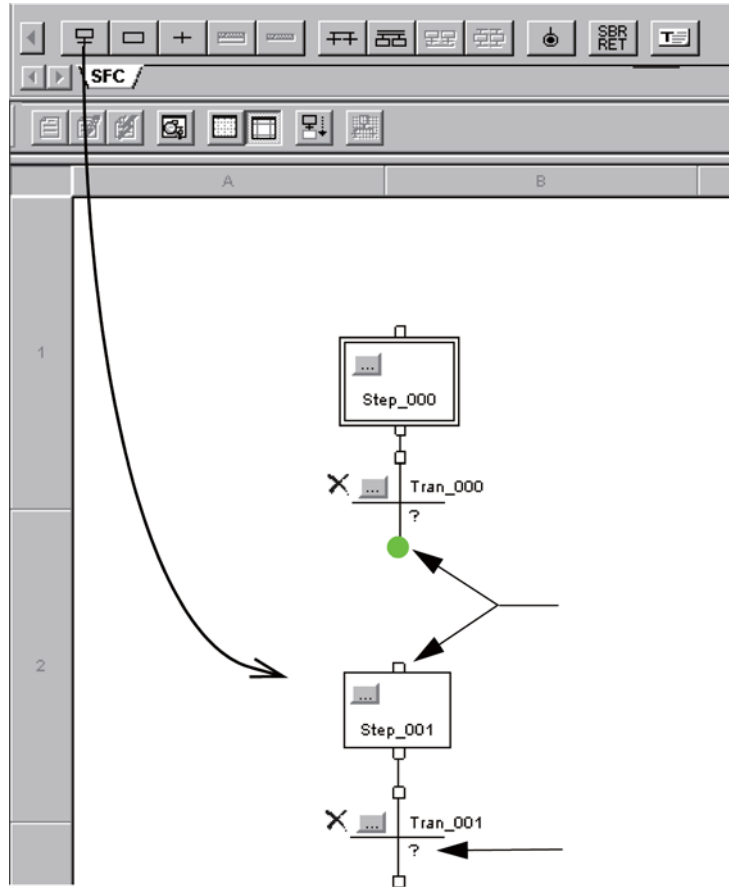 SBR
RET
T
SFC
A
B
1
...
Step_000
... Tran_000
?
2
...
Step_001
... Tran_001
?